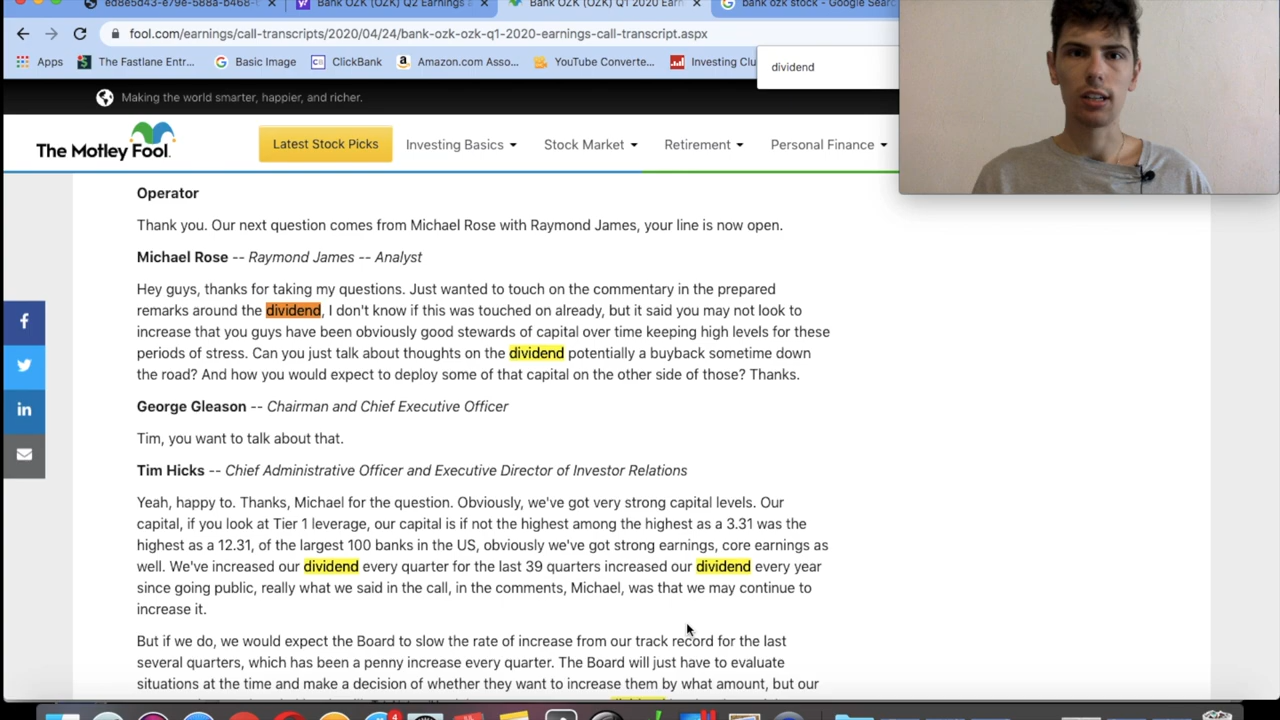 ed8e5d43-e79e-588a-b468-t
Bank OZK (OZK) Q2 Earnings a
Bank OZK (OZK) Q1 2020 Earn
bank ozk stock - Google Searc
fool.com/earnings/call-transcripts/2020/04/24/bank-ozk-ozk-q1-2020-earnings-call-transcript.aspx
Apps
The Fastlane Entr...
Basic Image
ClickBank
Amazon.com Asso...
YouTube Converte...
Investing Clu
dividend
Making the world smarter, happier, and richer.
The Motley Fool.
Latest Stock Picks
Investing Basics
Stock Market
Retirement
Personal Finance
Operator
Thank you. Our next question comes from Michael Rose with Raymond James, your line is now open.
Michael Rose -- Raymond James -- Analyst
Hey guys, thanks for taking my questions. Just wanted to touch on the commentary in the prepared
remarks around the dividend, I don't know if this was touched on already, but it said you may not look to
increase that you guys have been obviously good stewards of capital over time keeping high levels for these
periods of stress. Can you just talk about thoughts on the dividend potentially a buyback sometime down
the road? And how you would expect to deploy some of that capital on the other side of those? Thanks.
George Gleason -- Chairman and Chief Executive Officer
Tim, you want to talk about that.
Tim Hicks -- Chief Administrative Officer and Executive Director of Investor Relations
Yeah, happy to. Thanks, Michael for the question. Obviously, we've got very strong capital levels. Our
capital, if you look at Tier 1 leverage, our capital is if not the highest among the highest as a 3.31 was the
highest as a 12.31, of the largest 100 banks in the US, obviously we've got strong earnings, core earnings as
well. We've increased our dividend every quarter for the last 39 quarters increased our dividend every year
since going public, really what we said in the call, in the comments, Michael, was that we may continue to
increase it.
But if we do, we would expect the Board to slow the rate of increase from our track record for the last
several quarters, which has been a penny increase every quarter. The Board will just have to evaluate
situations at the time and make a decision of whether they want to increase them by what amount, but our